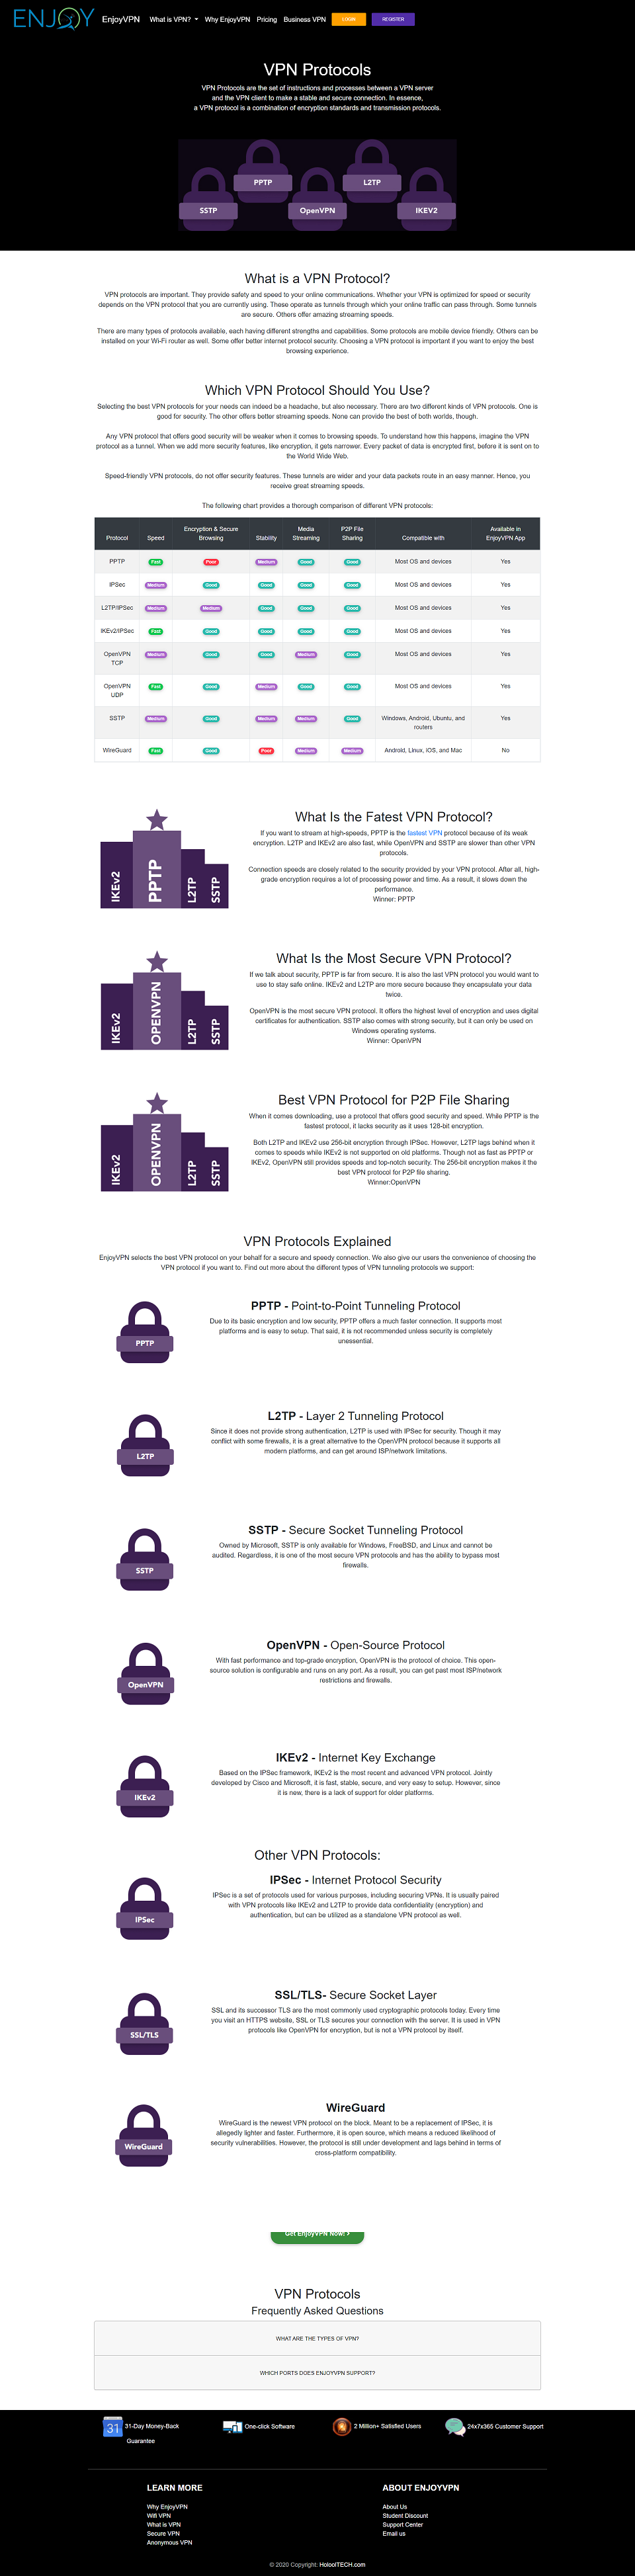 ENJOY EnjoyVPN What is VPN? Why EnjoyVPN Pricing Business VPN LOGIN REGISTER
VPN Protocols
VPN Protocols are the set of instructions and processes between a VPN server
and the VPN client to make a stable and secure connection. In essence,
a VPN protocol is a combination of encryption standards and transmission protocols.
PPTP L2TP
SSTP OpenVPN IKEV2
What is a VPN Protocol?
VPN protocols are important. They provide safety and speed to your online communications. Whether your VPN is optimized for speed or security
depends on the VPN protocol that you are currently using. These operate as tunnels through which your online traffic can pass through. Some tunnels
are secure. Others offer amazing streaming speeds.
There are many types of protocols available, each having different strengths and capabilities. Some protocols are mobile device friendly. Others can be
installed on your Wi-Fi router as well. Some offer better internet protocol security. Choosing a VPN protocol is important if you want to enjoy the best
browsing experience.
Which VPN Protocol Should You Use?
Selecting the best VPN protocols for your needs can indeed be a headache, but also necessary. There are two different kinds of VPN protocols. One is
good for security. The other offers better streaming speeds. None can provide the best of both worlds, though.
Any VPN protocol that offers good security will be weaker when it comes to browsing speeds. To understand how this happens, imagine the VPN
protocol as a tunnel. When we add more security features, like encryption, it gets narrower. Every packet of data is encrypted first, before it is sent on to
the World Wide Web.
Speed-friendly VPN protocols, do not offer security features. These tunnels are wider and your data packets route in an easy manner. Hence, you
receive great streaming speeds.
The following chart provides a thorough comparison of different VPN protocols:
Protocol Speed Encryption & Secure Browsing Stability Media Streaming P2P File Sharing Compatible with Available in EnjoyVPN App
PPTP Fast Poor Medium Good Good Most OS and devices Yes
IPSec Medium Good Good Good Good Most OS and devices Yes
L2TP/IPSec Medium Medium Good Good Good Most OS and devices Yes
IKEv2/IPSec Fast Good Good Good Good Most OS and devices Yes
OpenVPN TCP Medium Good Good Medium Good Most OS and devices Yes
OpenVPN UDP Fast Good Medium Good Good Most OS and devices Yes
SSTP Medium Good Medium Medium Good Windows, Android, Ubuntu, and routers Yes
WireGuard Fast Good Poor Medium Medium Android, Linux, iOS, and Mac No
IKEv2 PPTP L2TP SSTP
What Is the Fatest VPN Protocol?
If you want to stream at high-speeds, PPTP is the fastest VPN protocol because of its weak
encryption. L2TP and IKEv2 are also fast, while OpenVPN and SSTP are slower than other VPN
protocols.
Connection speeds are closely related to the security provided by your VPN protocol. After all, high-
grade encryption requires a lot of processing power and time. As a result, it slows down the
performance.
Winner: PPTP
IKEv2 OPENVPN L2TP SSTP
What Is the Most Secure VPN Protocol?
If we talk about security, PPTP is far from secure. It is also the last VPN protocol you would want to
use to stay safe online. IKEv2 and L2TP are more secure because they encapsulate your data
twice.
OpenVPN is the most secure VPN protocol. It offers the highest level of encryption and uses digital
certificates for authentication. SSTP also comes with strong security, but it can only be used on
Windows operating systems.
Winner: OpenVPN
IKEv2 OPENVPN L2TP SSTP
Best VPN Protocol for P2P File Sharing
When it comes downloading, use a protocol that offers good security and speed. While PPTP is the
fastest protocol, it lacks security as it uses 128-bit encryption.
Both L2TP and IKEv2 use 256-bit encryption through IPSec. However, L2TP lags behind when it
comes to speeds while IKEv2 is not supported on old platforms. Though not as fast as PPTP or
IKEv2, OpenVPN still provides speeds and top-notch security. The 256-bit encryption makes it the
best VPN protocol for P2P file sharing.
Winner:OpenVPN
VPN Protocols Explained
EnjoyVPN selects the best VPN protocol on your behalf for a secure and speedy connection. We also give our users the convenience of choosing the
VPN protocol if you want to. Find out more about the different types of VPN tunneling protocols we support:
PPTP
PPTP - Point-to-Point Tunneling Protocol
Due to its basic encryption and low security, PPTP offers a much faster connection. It supports most
platforms and is easy to setup. That said, it is not recommended unless security is completely
unessential.
L2TP
L2TP - Layer 2 Tunneling Protocol
Since it does not provide strong authentication, L2TP is used with IPSec for security. Though it may
conflict with some firewalls, it is a great alternative to the OpenVPN protocol because it supports all
modern platforms, and can get around ISP/network limitations.
SSTP
SSTP - Secure Socket Tunneling Protocol
Owned by Microsoft, SSTP is only available for Windows, FreeBSD, and Linux and cannot be
audited. Regardless, it is one of the most secure VPN protocols and has the ability to bypass most
firewalls.
OpenVPN
OpenVPN - Open-Source Protocol
With fast performance and top-grade encryption, OpenVPN is the protocol of choice. This open-
source solution is configurable and runs on any port. As a result, you can get past most ISP/network
restrictions and firewalls.
IKEv2
IKEv2 - Internet Key Exchange
Based on the IPSec framework, IKEv2 is the most recent and advanced VPN protocol. Jointly
developed by Cisco and Microsoft, it is fast, stable, secure, and very easy to setup. However, since
it is new, there is a lack of support for older platforms.
Other VPN Protocols:
IPSec
IPSec - Internet Protocol Security
IPSec is a set of protocols used for various purposes, including securing VPNs. It is usually paired
with VPN protocols like IKEv2 and L2TP to provide data confidentiality (encryption) and
authentication, but can be utilized as a standalone VPN protocol as well.
SSL/TLS
SSL/TLS- Secure Socket Layer
SSL and its successor TLS are the most commonly used cryptographic protocols today. Every time
you visit an HTTPS website, SSL or TLS secures your connection with the server. It is used in VPN
protocols like OpenVPN for encryption, but is not a VPN protocol by itself.
WireGuard
WireGuard
WireGuard is the newest VPN protocol on the block. Meant to be a replacement of IPSec, it is
allegedly lighter and faster. Furthermore, it is open source, which means a reduced likelihood of
security vulnerabilities. However, the protocol is still under development and lags behind in terms of
cross-platform compatibility.
Get EnjoyVPN Now!
VPN Protocols
Frequently Asked Questions
WHAT ARE THE TYPES OF VPN?
WHICH PORTS DOES ENJOYVPN SUPPORT?
31 31-Day Money-Back Guarantee One-click Software 2 Million+ Satisfied Users 24x7x365 Customer Support
LEARN MORE ABOUT ENJOYVPN
Why EnjoyVPN About Us
Wifi VPN Student Discount
What is VPN Support Center
Secure VPN Email us
Anonymous VPN
© 2020 Copyright: HoloolTECH.com